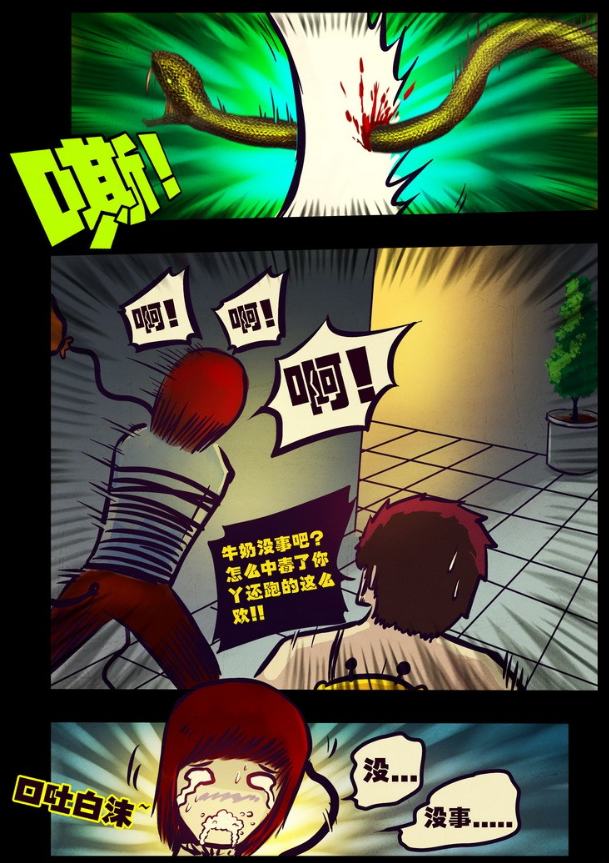 嘶!
啊!
啊!
啊!
牛奶没事吧?
怎么中毒了你
丫还跑的这么
欢!!
口吐白沫~
没...
没事.....